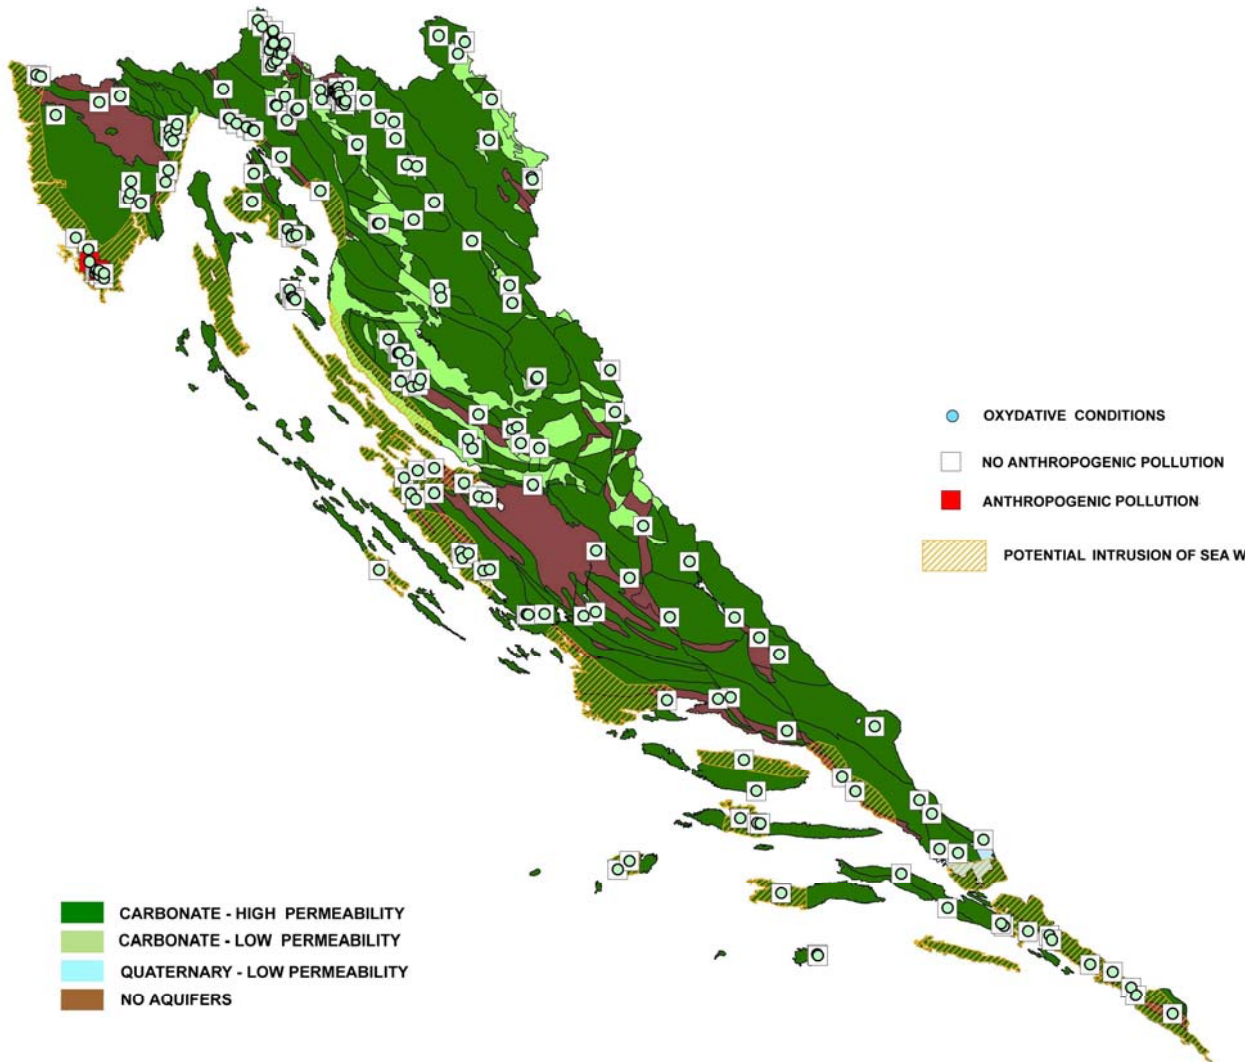 OXYDATIVE CONDITIONS
NO ANTHROPOGENIC POLLUTION
ANTHROPOGENIC POLLUTION
POTENTIAL INTRUSION OF SEA W
CARBONATE - HIGH PERMEABILITY
CARBONATE - LOW PERMEABILITY
QUATERNARY - LOW PERMEABILITY
NO AQUIFERS